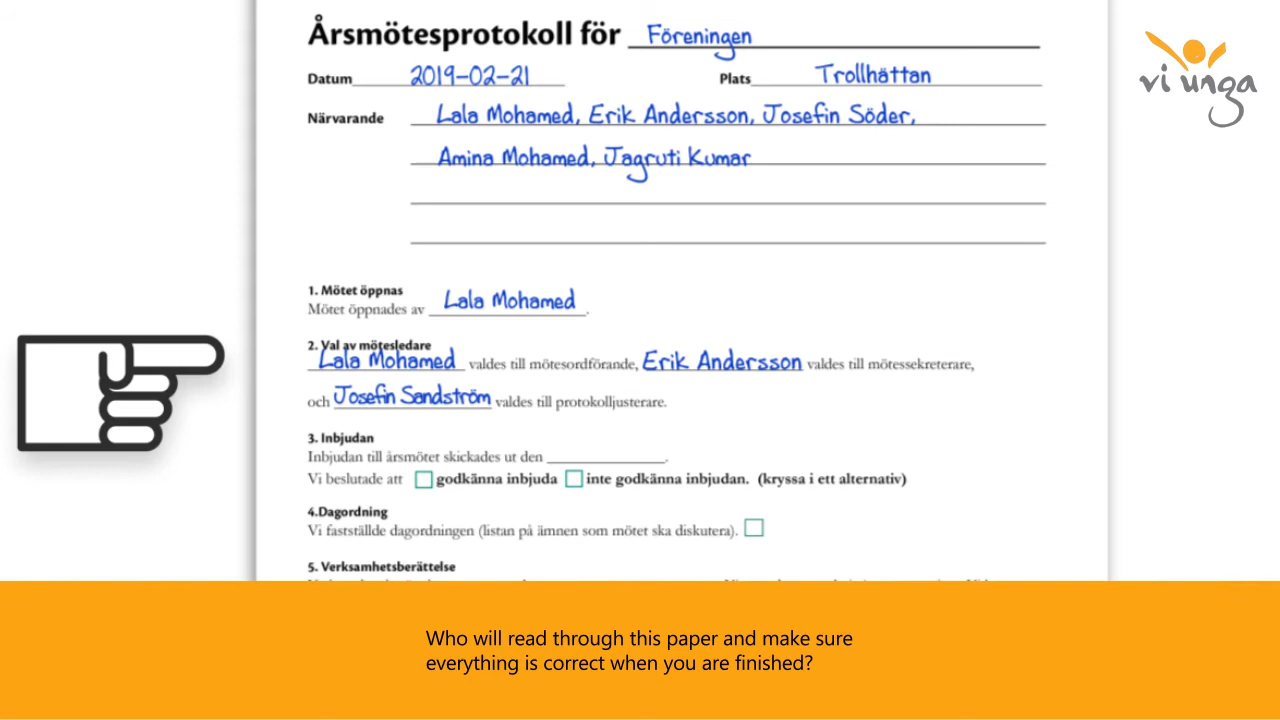 Årsmötesprotokoll för Föreningen
Datum 2019-02-21 Plats Trollhättan
Närvarande Lala Mohamed, Erik Andersson, Josefin Söder,
Amina Mohamed, Jagruti Kumar
1. Mötet öppnas
Mötet öppnades av Lala Mohamed.
2. Val av mötesledare
Lala Mohamed valdes till mötesordförande, Erik Andersson valdes till mötessekreterare,
och Josefin Sandström valdes till protokolljusterare.
3. Inbjudan
Inbjudan till årsmötet skickades ut den ______________.
Vi beslutade att godkänna inbjuda inte godkänna inbjudan. (kryssa i ett alternativ)
4.Dagordning
Vi fastställde dagordningen (listan på ämnen som mötet ska diskutera).
5. Verksamhetsberättelse
vi unga
Who will read through this paper and make sure
everything is correct when you are finished?